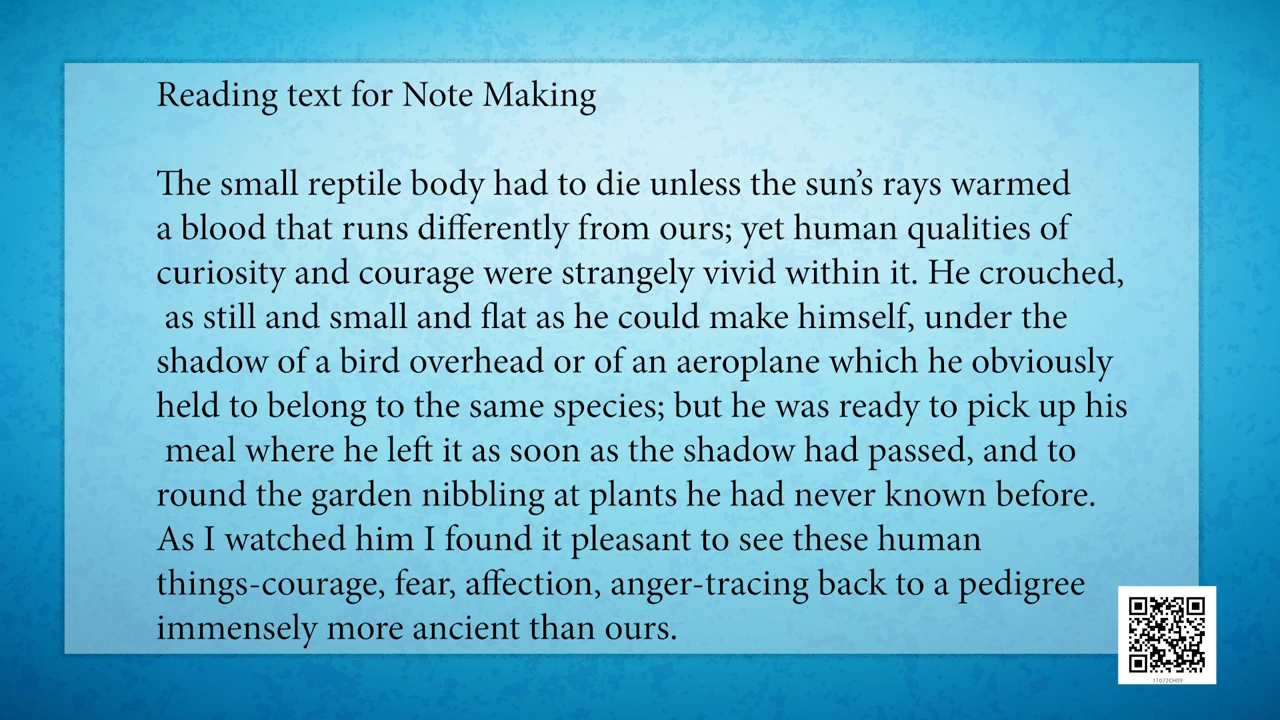 Reading text for Note Making
The small reptile body had to die unless the sun's rays warmed
a blood that runs differently from ours; yet human qualities of
curiosity and courage were strangely vivid within it. He crouched,
as still and small and flat as he could make himself, under the
shadow of a bird overhead or of an aeroplane which he obviously
held to belong to the same species; but he was ready to pick up his
meal where he left it as soon as the shadow had passed, and to
round the garden nibbling at plants he had never known before.
As I watched him I found it pleasant to see these human
things-courage, fear, affection, anger-tracing back to a pedigree
immensely more ancient than ours.
11072CH09